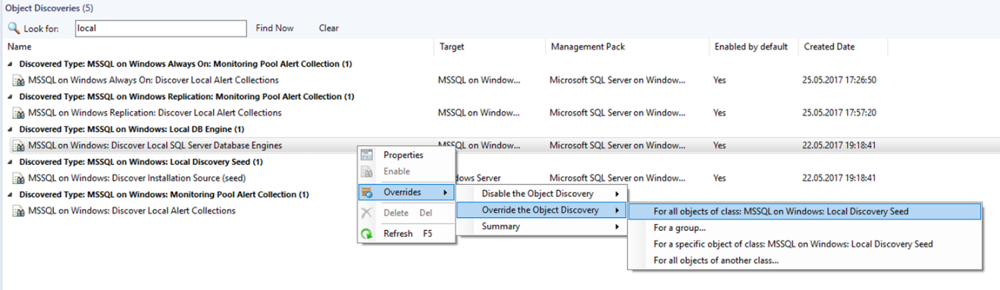 Object Discoveries (5)
Look for: local Find Now Clear
Name Target Management Pack Enabled by default Created Date
Discovered Type: MSSQL on Windows Always On: Monitoring Pool Alert Collection (1)
MSSQL on Windows Always On: Discover Local Alert Collections MSSQL on Window... Microsoft SQL Server on Window... Yes 25.05.2017 17:26:50
Discovered Type: MSSQL on Windows Replication: Monitoring Pool Alert Collection (1)
MSSQL on Windows Replication: Discover Local Alert Collections MSSQL on Window... Microsoft SQL Server on Window... Yes 25.05.2017 17:57:20
Discovered Type: MSSQL on Windows: Local DB Engine (1)
MSSQL on Windows: Discover Local SQL Server Database Engines MSSQL on Window... Microsoft SQL Server on Window... Yes 22.05.2017 19:18:41
Properties
Discovered Type: MSSQL on Windows: Local Discovery Seed (1)
Enable
MSSQL on Windows: Discover Installation Source (seed) Server Microsoft SQL Server on Window... Yes 22.05.2017 19:18:41
Overrides Disable the Object Discovery
Discovered Type: MSSQL on Windows: Monitoring Pool Alert Collection (1)
MSSQL on Windows: Discover Local Alert Collections
Delete Del Override the Object Discovery For all objects of class: MSSQL on Windows: Local Discovery Seed
Summary For a group...
Refresh F5
For a specific object of class: MSSQL on Windows: Local Discovery Seed
For all objects of another class...